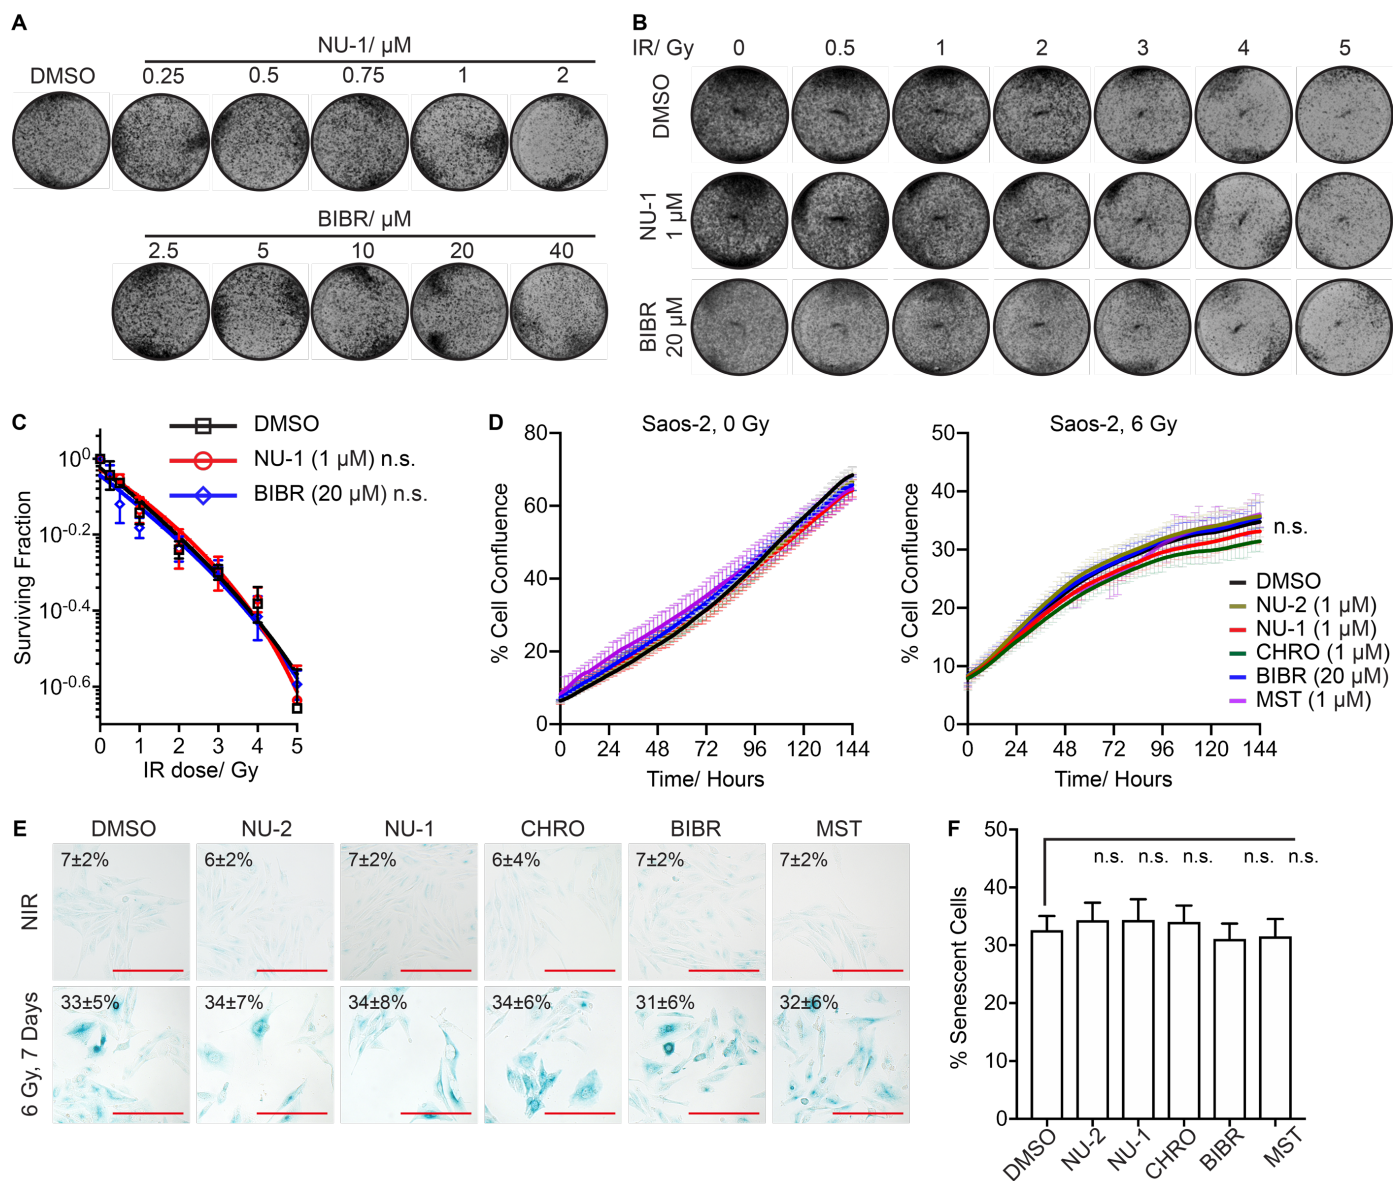 A
NU-1/ µM
DMSO 0.25 0.5 0.75 1 2
BIBR/ µM
2.5 5 10 20 40
B
IR/ Gy 0 0.5 1 2 3 4 5
DMSO
NU-1
1 µM
BIBR
20 µM
C
DMSO
NU-1 (1 µM) n.s.
BIBR (20 µM) n.s.
Surviving Fraction
10⁰
10⁻⁰·²
10⁻⁰·⁴
10⁻⁰·⁶
0 1 2 3 4 5
IR dose/ Gy
D
Saos-2, 0 Gy
% Cell Confluence
80
60
40
20
0
0 24 48 72 96 120 144
Time/ Hours
Saos-2, 6 Gy
% Cell Confluence
50
40
30
20
10
0
0 24 48 72 96 120 144
Time/ Hours
n.s.
DMSO
NU-2 (1 µM)
NU-1 (1 µM)
CHRO (1 µM)
BIBR (20 µM)
MST (1 µM)
E
DMSO NU-2 NU-1 CHRO BIBR MST
NIR
7±2% 6±2% 7±2% 6±4% 7±2% 7±2%
6 Gy, 7 Days
33±5% 34±7% 34±8% 34±6% 31±6% 32±6%
F
% Senescent Cells
50
40
30
20
10
0
n.s. n.s. n.s. n.s. n.s.
DMSO NU-2 NU-1 CHRO BIBR MST